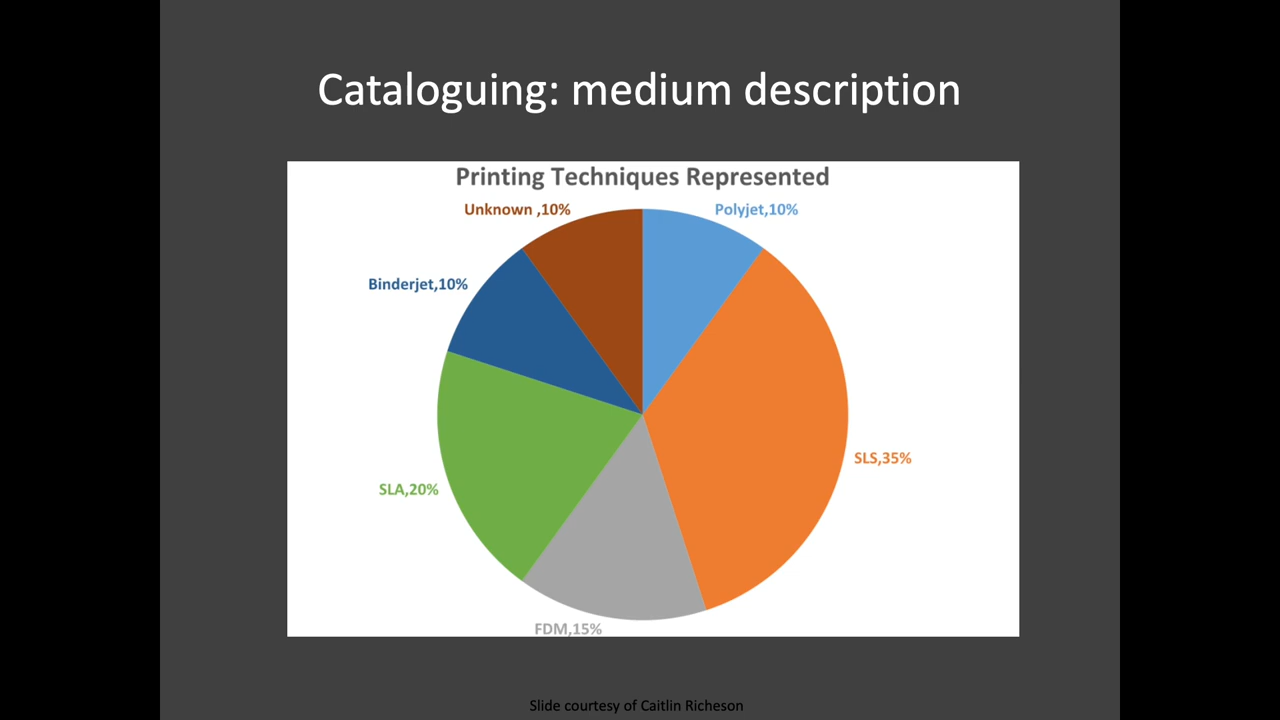 Cataloguing: medium description
Printing Techniques Represented
Unknown ,10%
Polyjet,10%
Binderjet,10%
SLS,35%
SLA,20%
FDM,15%
Slide courtesy of Caitlin Richeson